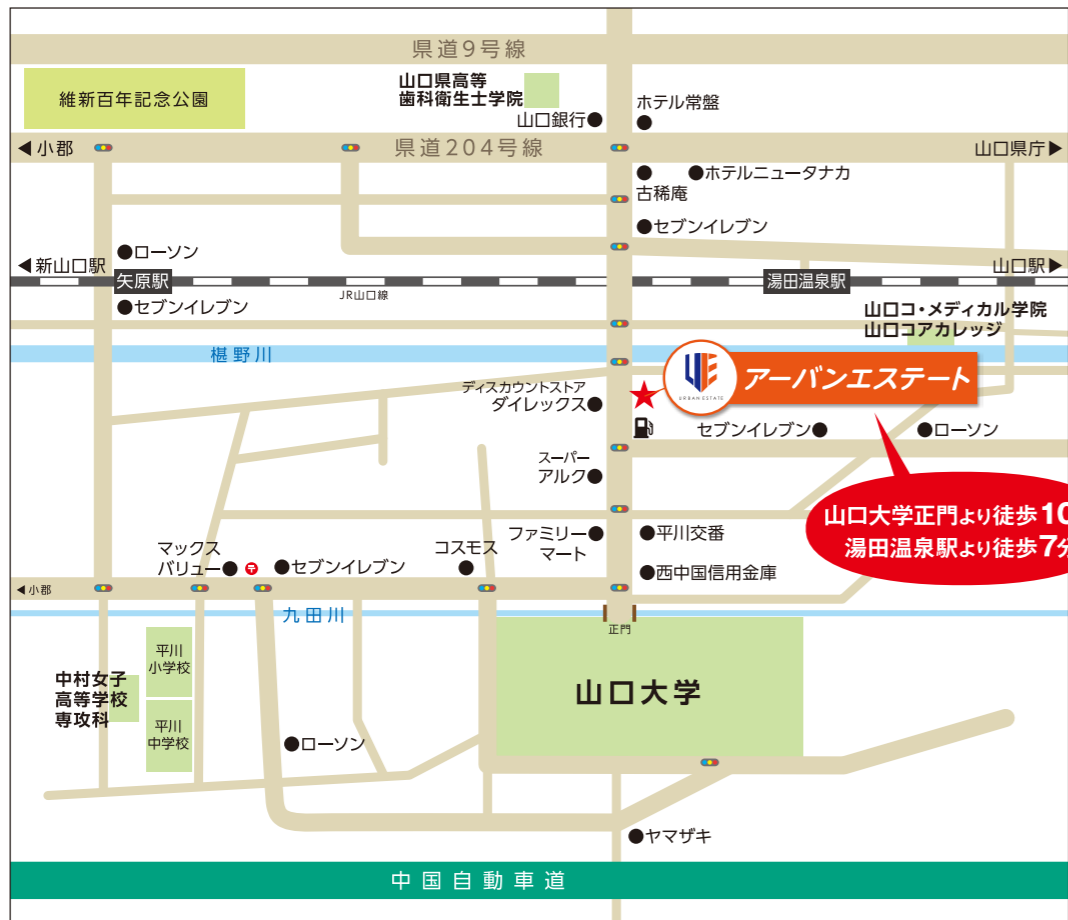 県道9号線
維新百年記念公園
山口県高等
歯科衛生士学院
山口銀行
ホテル常盤
小郡
県道204号線
山口県庁
ホテルニュータナカ
古稀庵
セブンイレブン
ローソン
新山口駅
矢原駅
JR山口線
湯田温泉駅
山口駅
セブンイレブン
山口コ・メディカル学院
山口コアカレッジ
椹野川
URBAN ESTATE
アーバンエステート
ディスカウントストア
ダイレックス
セブンイレブン
ローソン
スーパー
アルク
山口大学正門より徒歩10
湯田温泉駅より徒歩7分
ファミリー
マート
平川交番
コスモス
マックス
バリュー
セブンイレブン
西中国信用金庫
小郡
九田川
正門
平川
小学校
中村女子
高等学校
専攻科
山口大学
平川
中学校
ローソン
ヤマザキ
中国自動車道